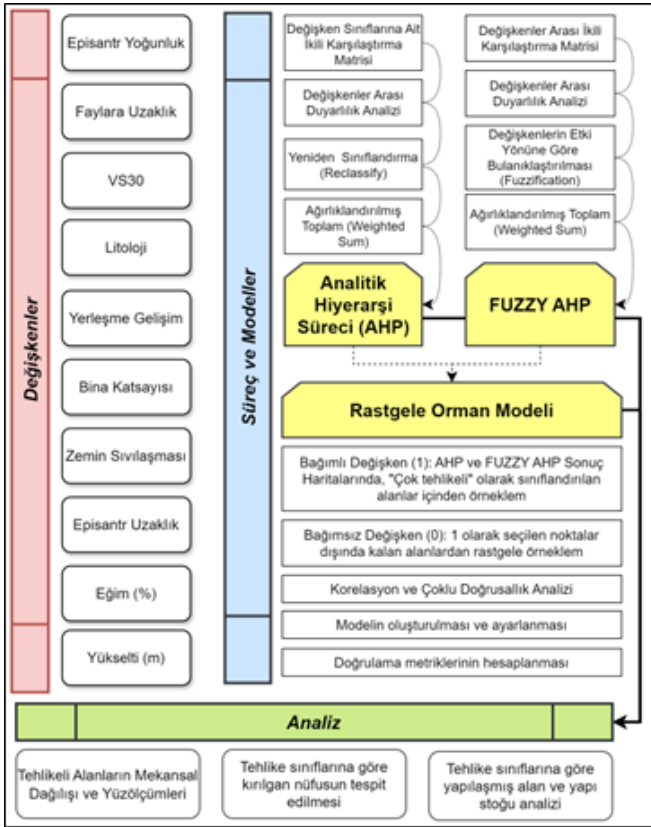 Değişkenler
Episantr Yoğunluk
Faylara Uzaklık
VS30
Litoloji
Yerleşme Gelişim
Bina Katsayısı
Zemin Sıvılaşması
Episantr Uzaklık
Eğim (%)
Yükselti (m)
Süreç ve Modeller
Değişken Sınıflarına Ait
İkili Karşılaştırma
Matrisi
Değişkenler Arası
Duyarlılık Analizi
Yeniden Sınıflandırma
(Reclassify)
Ağırlıklandırılmış
Toplam (Weighted
Sum)
Analitik
Hiyerarşi
Süreci (AHP)
Değişkenler Arası İkili
Karşılaştırma Matrisi
Değişkenler Arası
Duyarlılık Analizi
Değişkenlerin Etki
Yönüne Göre
Bulanıklaştırılması
(Fuzzification)
Ağırlıklandırılmış Toplam
(Weighted Sum)
FUZZY AHP
Rastgele Orman Modeli
Bağımlı Değişken (1): AHP ve FUZZY AHP Sonuç
Haritalarında, "Çok tehlikeli" olarak sınıflandırılan
alanlar içinden örneklem
Bağımsız Değişken (0): 1 olarak seçilen noktalar
dışında kalan alanlardan rastgele örneklem
Korelasyon ve Çoklu Doğrusallık Analizi
Modelin oluşturulması ve ayarlanması
Doğrulama metriklerinin hesaplanması
Analiz
Tehlikeli Alanların Mekansal
Dağılışı ve Yüzölçümleri
Tehlike sınıflarına göre
kırılgan nüfusun tespit
edilmesi
Tehlike sınıflarına göre
yapılaşmış alan ve yapı
stoğu analizi